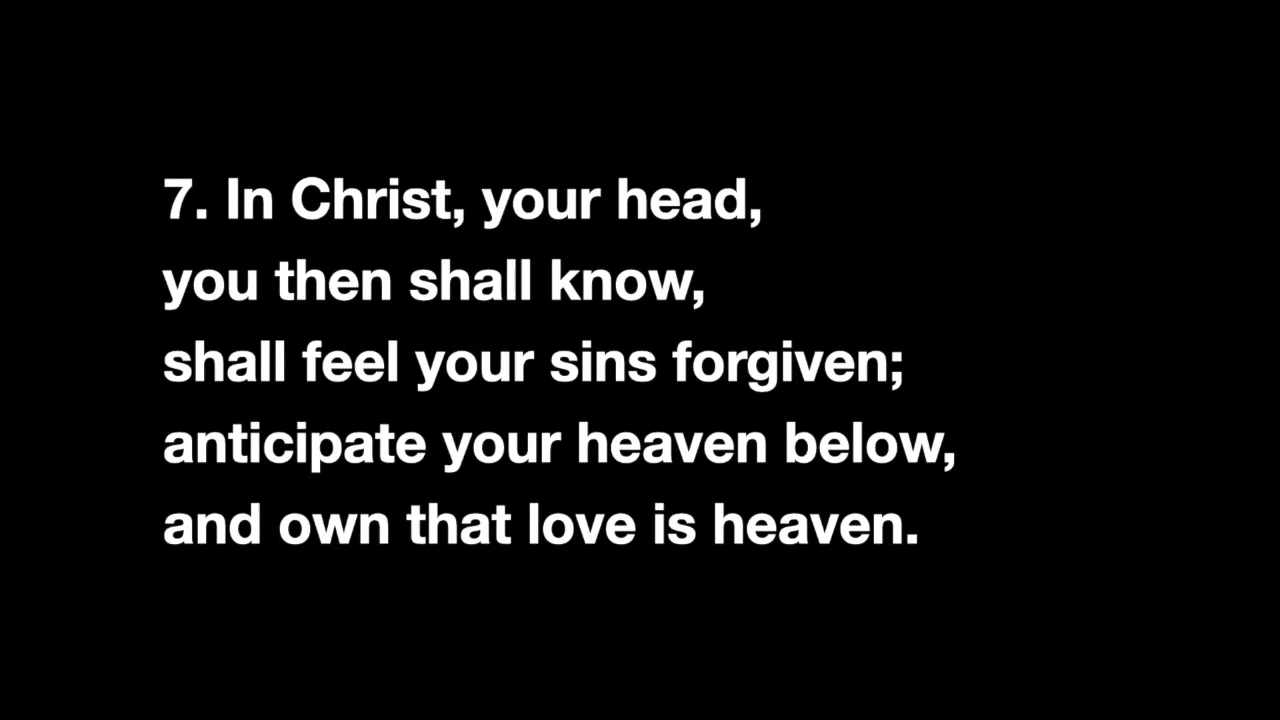 7. In Christ, your head,
you then shall know,
shall feel your sins forgiven;
anticipate your heaven below,
and own that love is heaven.